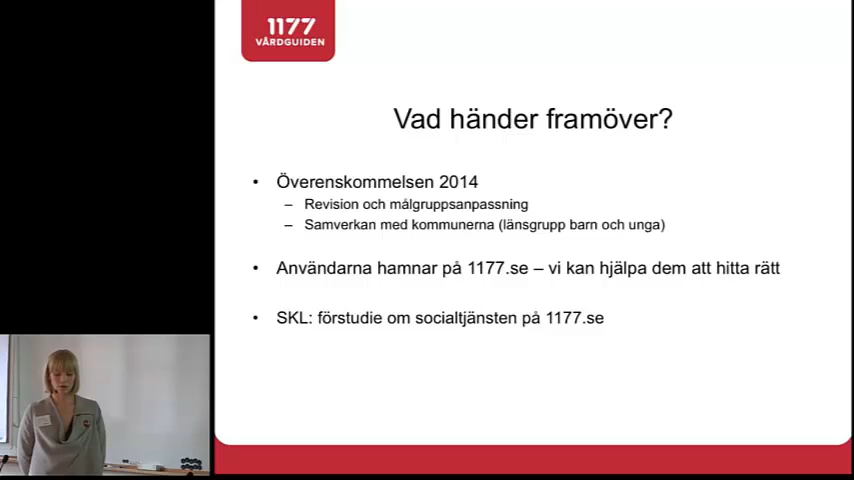 1177
VÅRDGUIDEN
Vad händer framöver?
• Överenskommelsen 2014
– Revision och målgruppsanpassning
– Samverkan med kommunerna (länsgrupp barn och unga)
• Användarna hamnar på 1177.se – vi kan hjälpa dem att hitta rätt
• SKL: förstudie om socialtjänsten på 1177.se